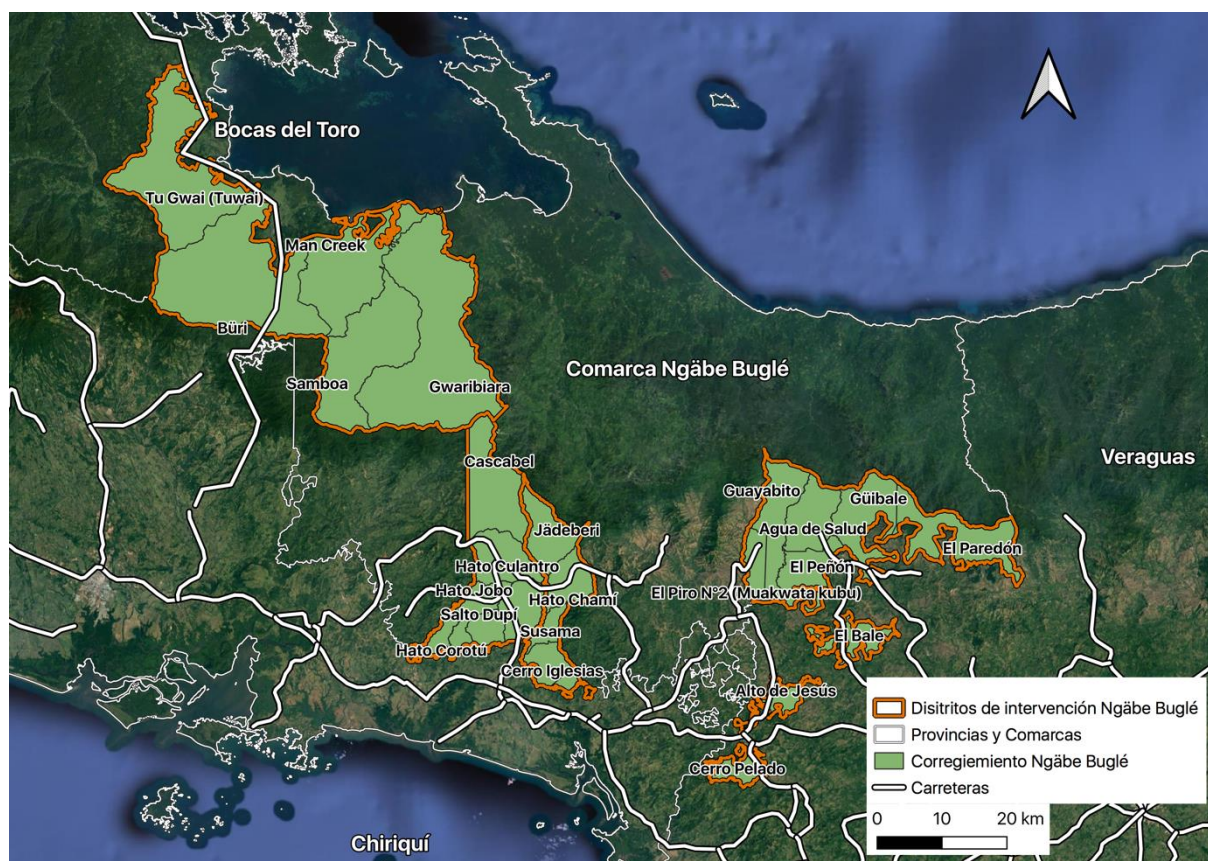 Bocas del Toro
Tu Gwai (Tuwai)
Man Creek
Büri
Samboa
Gwaribiara
Comarca Ngäbe Buglé
Veraguas
Cascabel
Guayabito
Güibale
Jädeberi
Agua de Salud
El Paredón
Hato Culantro
El Peñón
Hato Jobo
Hato Chamí
El Piro N°2 (Muakwata kubu)
Salto Dupí
Susama
El Bale
Hato Corotú
Cerro Iglesias
Alto de Jesús
Cerro Pelado
Chiriquí
Disitritos de intervención Ngäbe Buglé
Provincias y Comarcas
Corregiemiento Ngäbe Buglé
Carreteras
0 10 20 km